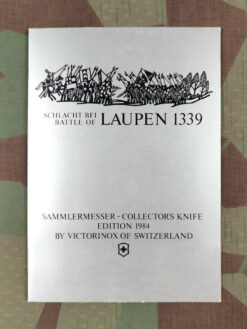 SCHLACHT BEI
BATTLE OF LAUPEN 1339
SAMMLERMESSER - COLLECTOR'S KNIFE
EDITION 1984
BY VICTORINOX OF SWITZERLAND